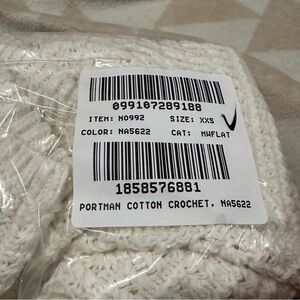 099107289188
ITEM: N0992 SIZE: XXS
COLOR: NA5622 CAT: MWFLAT
1858576881
PORTMAN COTTON CROCHET, NA5622